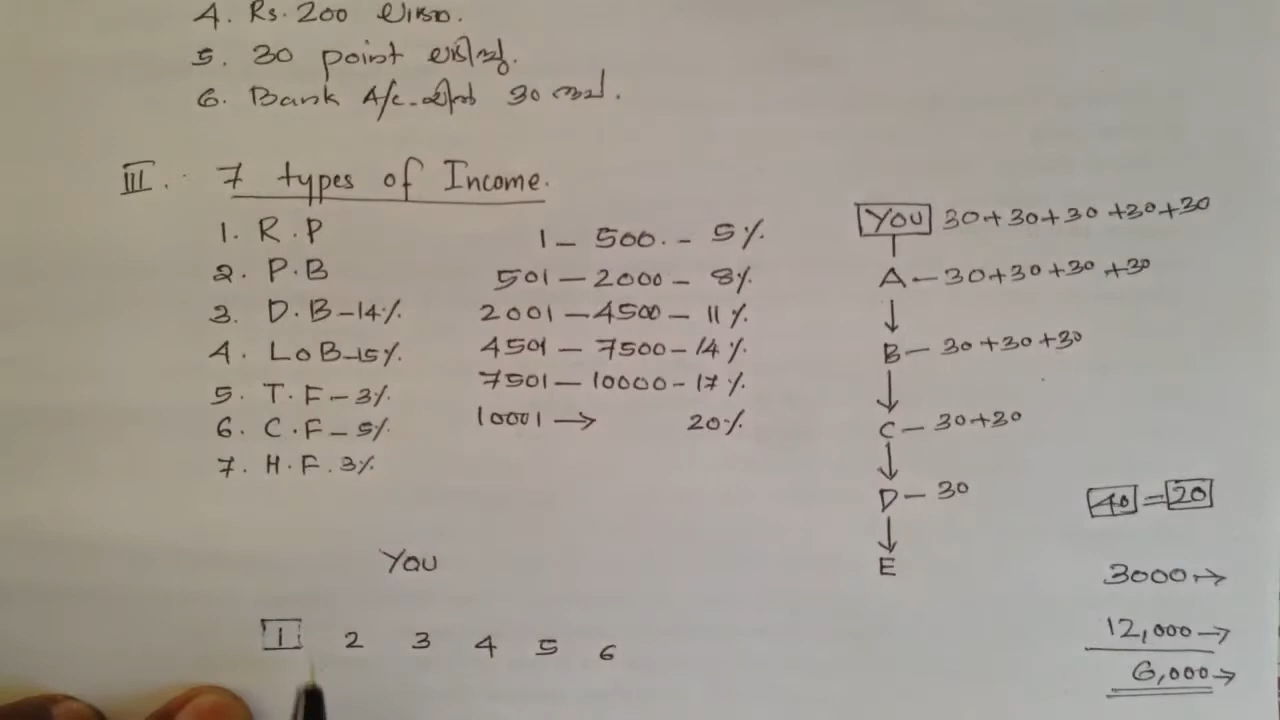 4. Rs. 200 ലാഭം.
5. 30 point ലഭിച്ചു.
6. Bank A/c-യിൽ 30 രൂപ.
III. 7 types of Income.
1. R.P
2. P.B
3. D.B-14%
4. LOB-15%
5. T.F-3%
6. C.F-5%
7. H.F. 3%
1 - 500. - 5%
501 - 2000 - 8%
2001 - 4500 - 11%
4501 - 7500 - 14%
7501 - 10000 - 17%
10001 → 20%
YOU 30+30+30+30+30
A - 30+30+30+30
B - 30+30+30
C - 30+30
D - 30
E
40 = 20
3000→
12,000→
6,000→
You
1 2 3 4 5 6